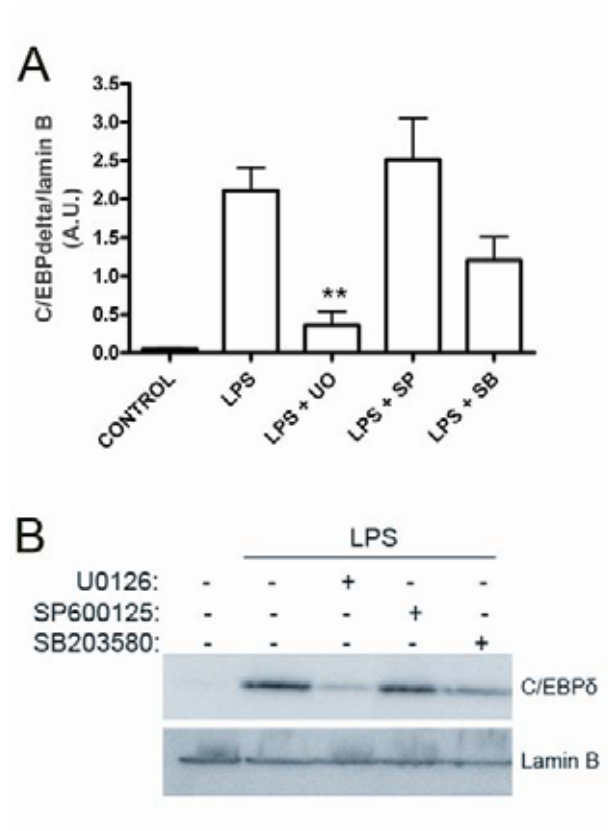 A
C/EBPdelta/lamin B
(A.U.)
3.5
3.0
2.5
2.0
1.5
1.0
0.5
0.0
**
CONTROL
LPS
LPS + UO
LPS + SP
LPS + SB
B
LPS
U0126: - - + - -
SP600125: - - - + -
SB203580: - - - - +
C/EBPδ
Lamin B